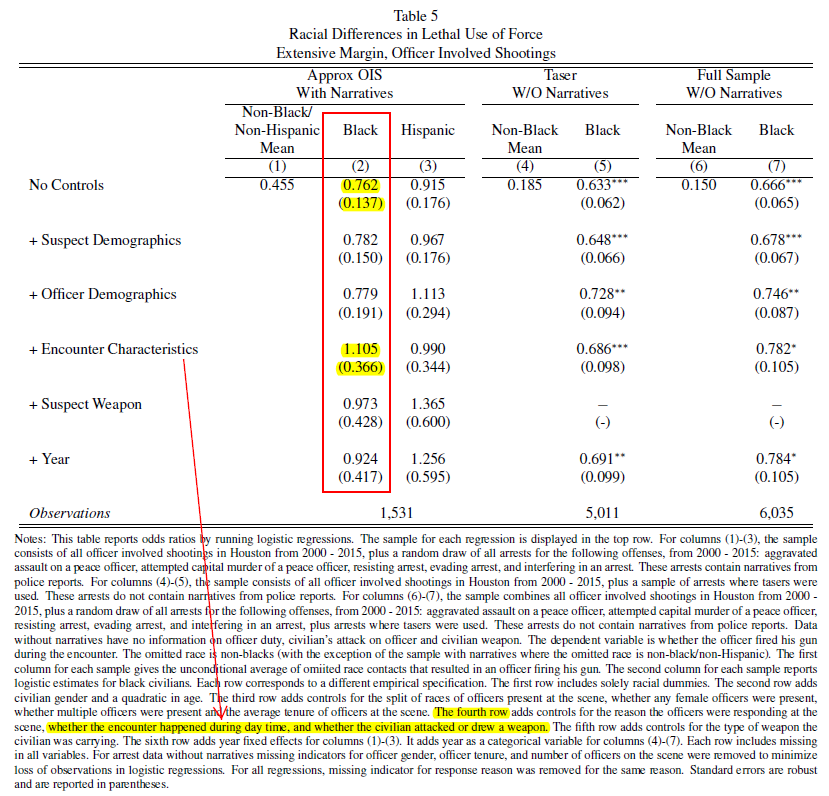 Table 5
Racial Differences in Lethal Use of Force
Extensive Margin, Officer Involved Shootings
Approx OIS Taser Full Sample
With Narratives W/O Narratives W/O Narratives
Non-Black/
Non-Hispanic Black Hispanic Non-Black Black Non-Black Black
Mean Mean Mean
(1) (2) (3) (4) (5) (6) (7)
No Controls 0.455 0.762 0.915 0.185 0.633*** 0.150 0.666***
(0.137) (0.176) (0.062) (0.065)
+ Suspect Demographics 0.782 0.967 0.648*** 0.678***
(0.150) (0.176) (0.066) (0.067)
+ Officer Demographics 0.779 1.113 0.728** 0.746**
(0.191) (0.294) (0.094) (0.087)
+ Encounter Characteristics 1.105 0.990 0.686*** 0.782*
(0.366) (0.344) (0.098) (0.105)
+ Suspect Weapon 0.973 1.365 – –
(0.428) (0.600) (-) (-)
+ Year 0.924 1.256 0.691** 0.784*
(0.417) (0.595) (0.099) (0.105)
Observations 1,531 5,011 6,035
Notes: This table reports odds ratios by running logistic regressions. The sample for each regression is displayed in the top row. For columns (1)-(3), the sample
consists of all officer involved shootings in Houston from 2000 - 2015, plus a random draw of all arrests for the following offenses, from 2000 - 2015: aggravated
assault on a peace officer, attempted capital murder of a peace officer, resisting arrest, evading arrest, and interfering in an arrest. These arrests contain narratives from
police reports. For columns (4)-(5), the sample consists of all officer involved shootings in Houston from 2000 - 2015, plus a sample of arrests where tasers were
used. These arrests do not contain narratives from police reports. For columns (6)-(7), the sample combines all officer involved shootings in Houston from 2000 -
2015, plus a random draw of all arrests for the following offenses, from 2000 - 2015: aggravated assault on a peace officer, attempted capital murder of a peace officer,
resisting arrest, evading arrest, and interfering in an arrest, plus arrests where tasers were used. These arrests do not contain narratives from police reports. Data
without narratives have no information on officer duty, civilian's attack on officer and civilian weapon. The dependent variable is whether the officer fired his gun
during the encounter. The omitted race is non-blacks (with the exception of the sample with narratives where the omitted race is non-black/non-Hispanic). The first
column for each sample gives the unconditional average of omiited race contacts that resulted in an officer firing his gun. The second column for each sample reports
logistic estimates for black civilians. Each row corresponds to a different empirical specification. The first row includes solely racial dummies. The second row adds
civilian gender and a quadratic in age. The third row adds controls for the split of races of officers present at the scene, whether any female officers were present,
whether multiple officers were present and the average tenure of officers at the scene. The fourth row adds controls for the reason the officers were responding at the
scene, whether the encounter happened during day time, and whether the civilian attacked or drew a weapon. The fifth row adds controls for the type of weapon the
civilian was carrying. The sixth row adds year fixed effects for columns (1)-(3). It adds year as a categorical variable for columns (4)-(7). Each row includes missing
in all variables. For arrest data without narratives missing indicators for officer gender, officer tenure, and number of officers on the scene were removed to minimize
loss of observations in logistic regressions. For all regressions, missing indicator for response reason was removed for the same reason. Standard errors are robust
and are reported in parentheses.